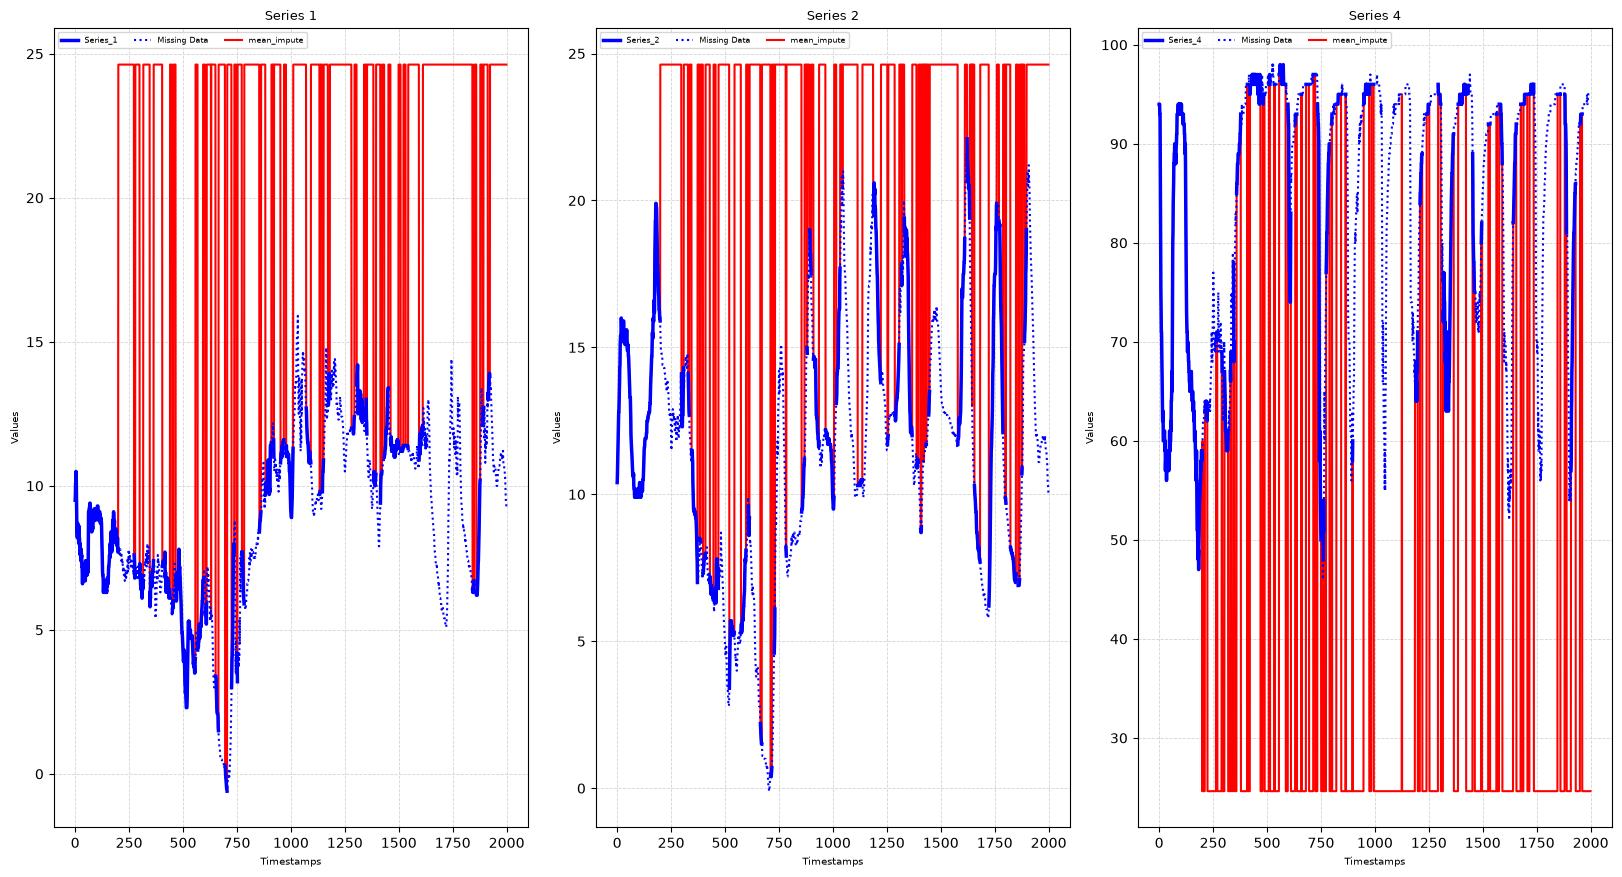 Series 1
Series_1 Missing Data mean_impute
25
20
15
10
5
0
Values
0 250 500 750 1000 1250 1500 1750 2000
Timestamps
Series 2
Series_2 Missing Data mean_impute
25
20
15
10
5
0
Values
0 250 500 750 1000 1250 1500 1750 2000
Timestamps
Series 4
Series_4 Missing Data mean_impute
100
90
80
70
60
50
40
30
Values
0 250 500 750 1000 1250 1500 1750 2000
Timestamps